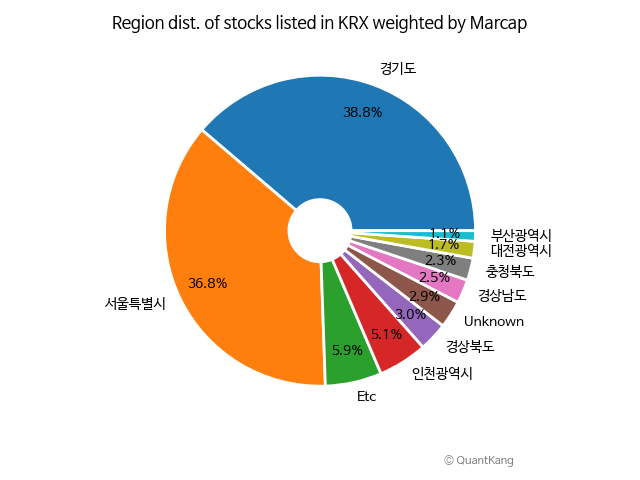 Region dist. of stocks listed in KRX weighted by Marcap
경기도
38.8%
서울특별시
36.8%
Etc
5.9%
인천광역시
5.1%
경상북도
3.0%
Unknown
2.9%
경상남도
2.5%
충청북도
2.3%
대전광역시
1.7%
부산광역시
1.1%
© QuantKang